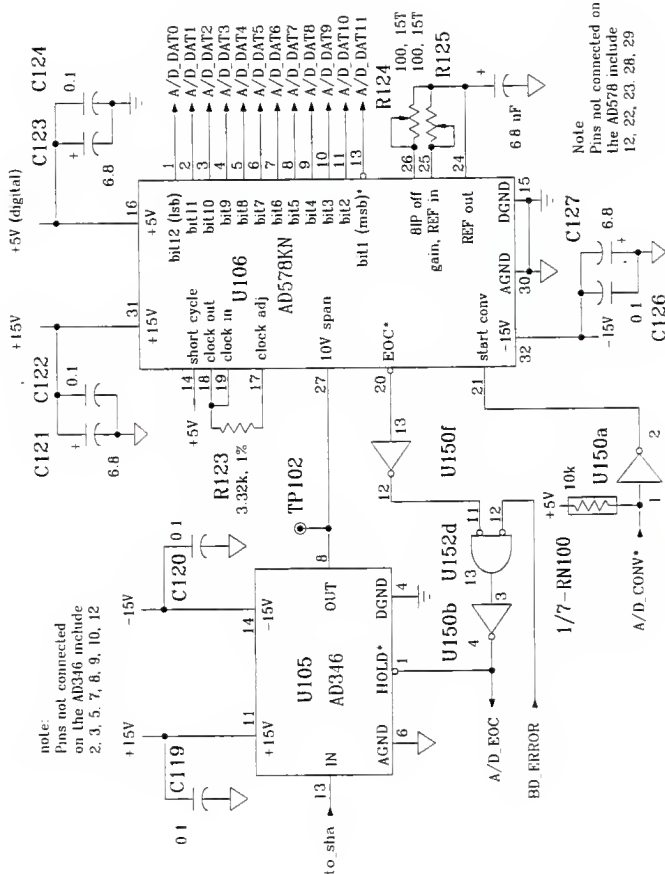 note:
Pins not connected
on the AD346 include
2, 3, 5, 7, 8, 9, 10, 12
+15V
-15V
C119
0 1
C120
0 1
11
14
+15V
-15V
to_sha
13
IN
U105
AD346
OUT
8
TP102
AGND
HOLD*
DGND
6
1
4
A/D_EOC
BD_ERROR
U150b
4
3
U152d
13
11
12
U150f
12
13
1/7-RN100
+5V
10k
A/D_CONV*
1
U150a
2
C121
C122
6.8
0.1
+
+15V
+5V (digital)
C123
C124
+
6.8
0.1
31
16
+15V
+5V
+5V
14
short cycle
18
clock out
19
clock in
17
clock adj
R123
3.32k, 1%
U106
AD578KN
27
10V span
20
EOC*
21
start conv
bit12 (lsb)
1
A/D_DAT0
bit11
2
A/D_DAT1
bit10
3
A/D_DAT2
bit9
4
A/D_DAT3
bit8
5
A/D_DAT4
bit7
6
A/D_DAT5
bit6
7
A/D_DAT6
bit5
8
A/D_DAT7
bit4
9
A/D_DAT8
bit3
10
A/D_DAT9
bit2
11
A/D_DAT10
bit1 (msb)*
13
A/D_DAT11
R124
100, 15T
100, 15T
R125
BIP off
26
gain, REF in
25
REF out
24
+
6 8 uF
-15V
AGND
DGND
32
30
15
-15V
C127
6.8
+
0 1
C126
Note
Pins not connected on
the AD578 include
12, 22, 23. 28, 29